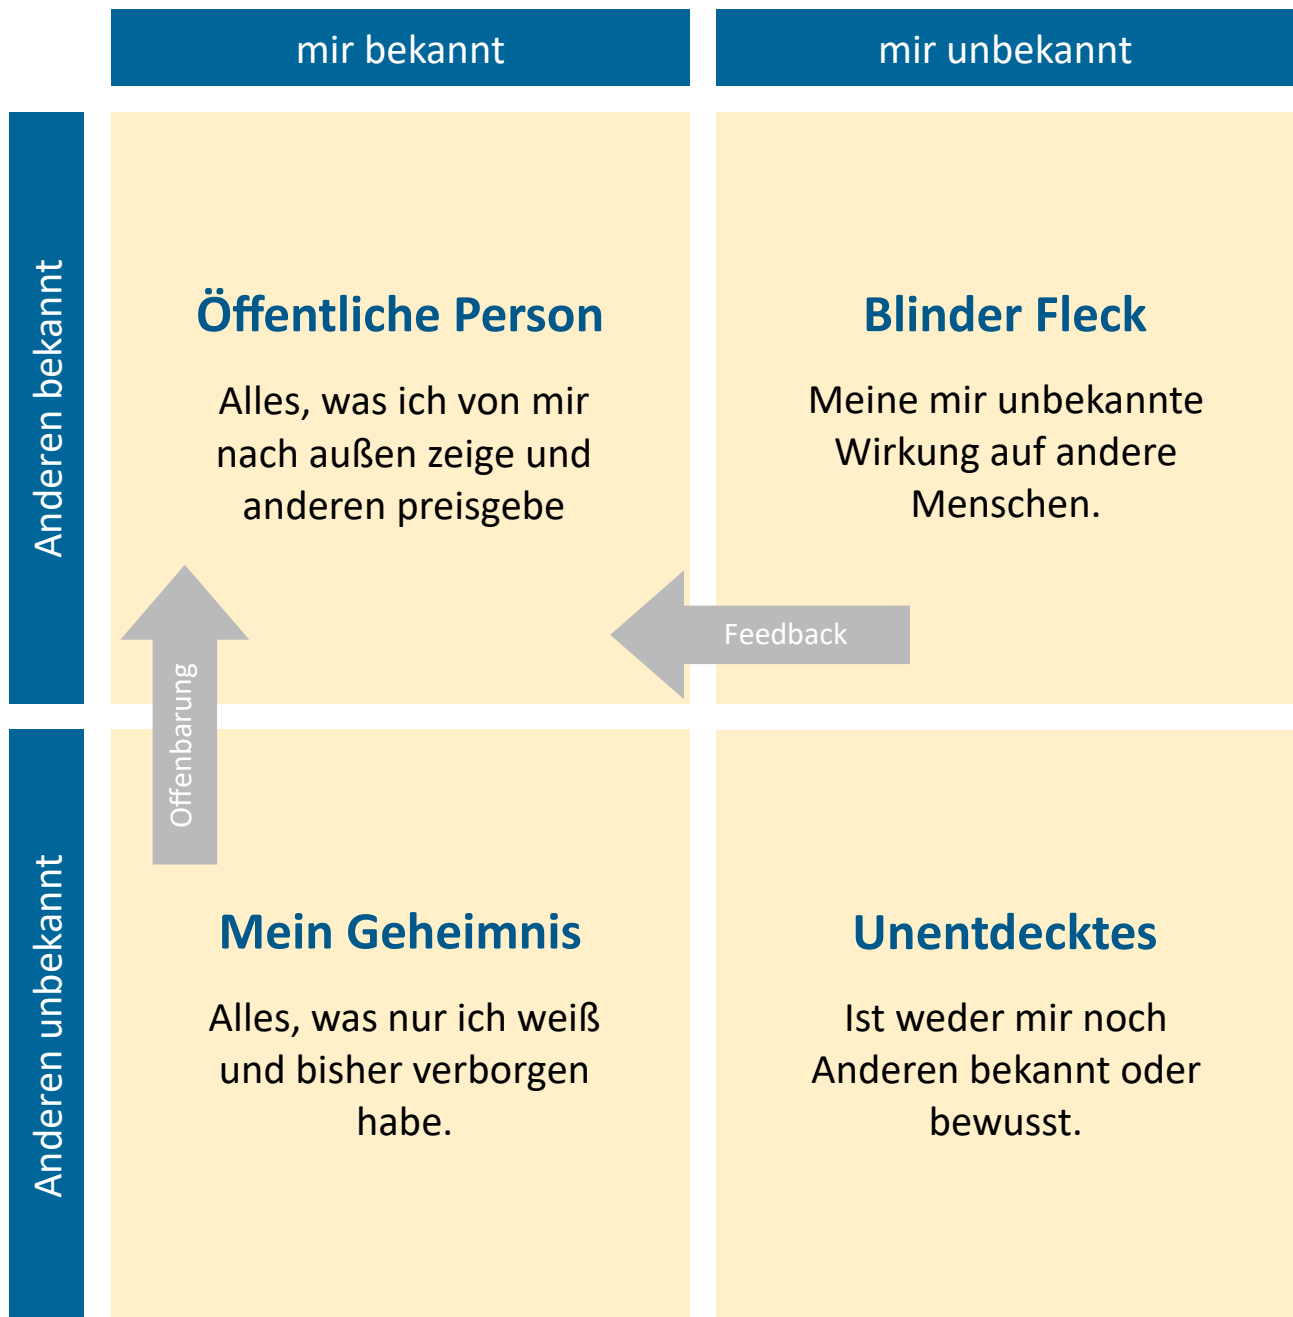 mir bekannt
mir unbekannt
Anderen bekannt
Öffentliche Person
Alles, was ich von mir
nach außen zeige und
anderen preisgebe
Blinder Fleck
Meine mir unbekannte
Wirkung auf andere
Menschen.
Feedback
Offenbarung
Anderen unbekannt
Mein Geheimnis
Alles, was nur ich weiß
und bisher verborgen
habe.
Unentdecktes
Ist weder mir noch
Anderen bekannt oder
bewusst.